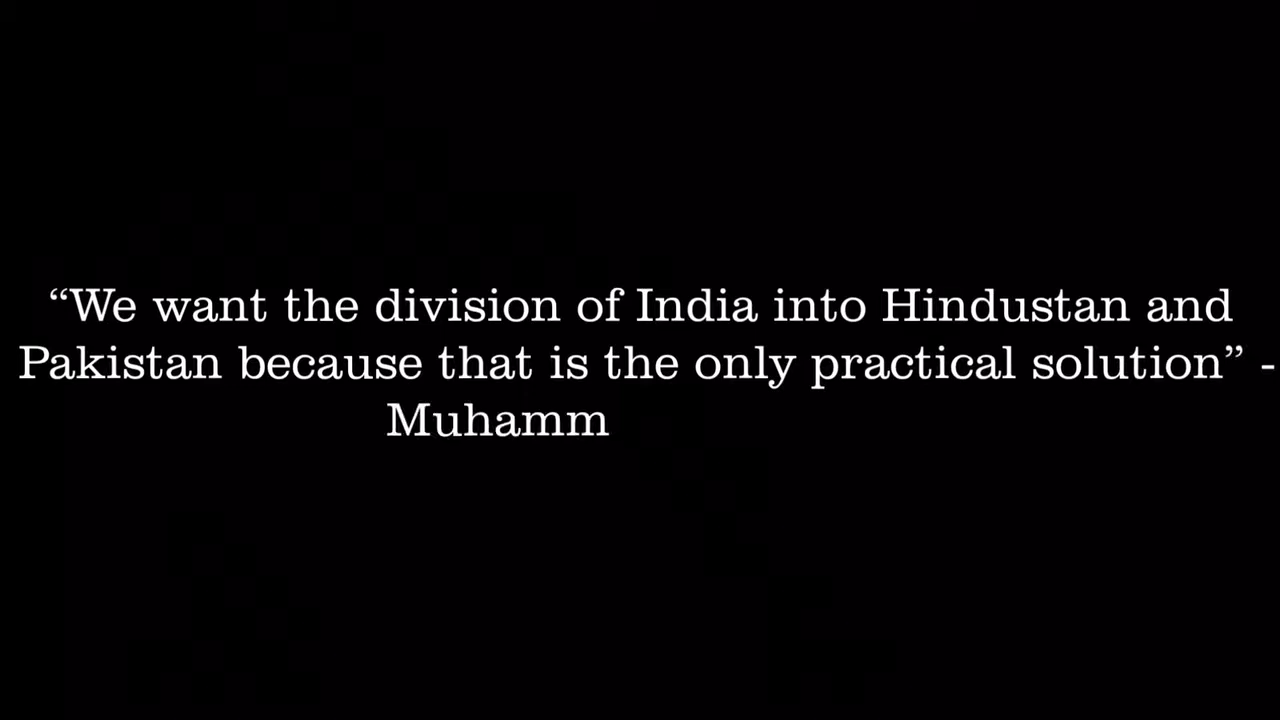 “We want the division of India into Hindustan and
Pakistan because that is the only practical solution” -
Muhamm